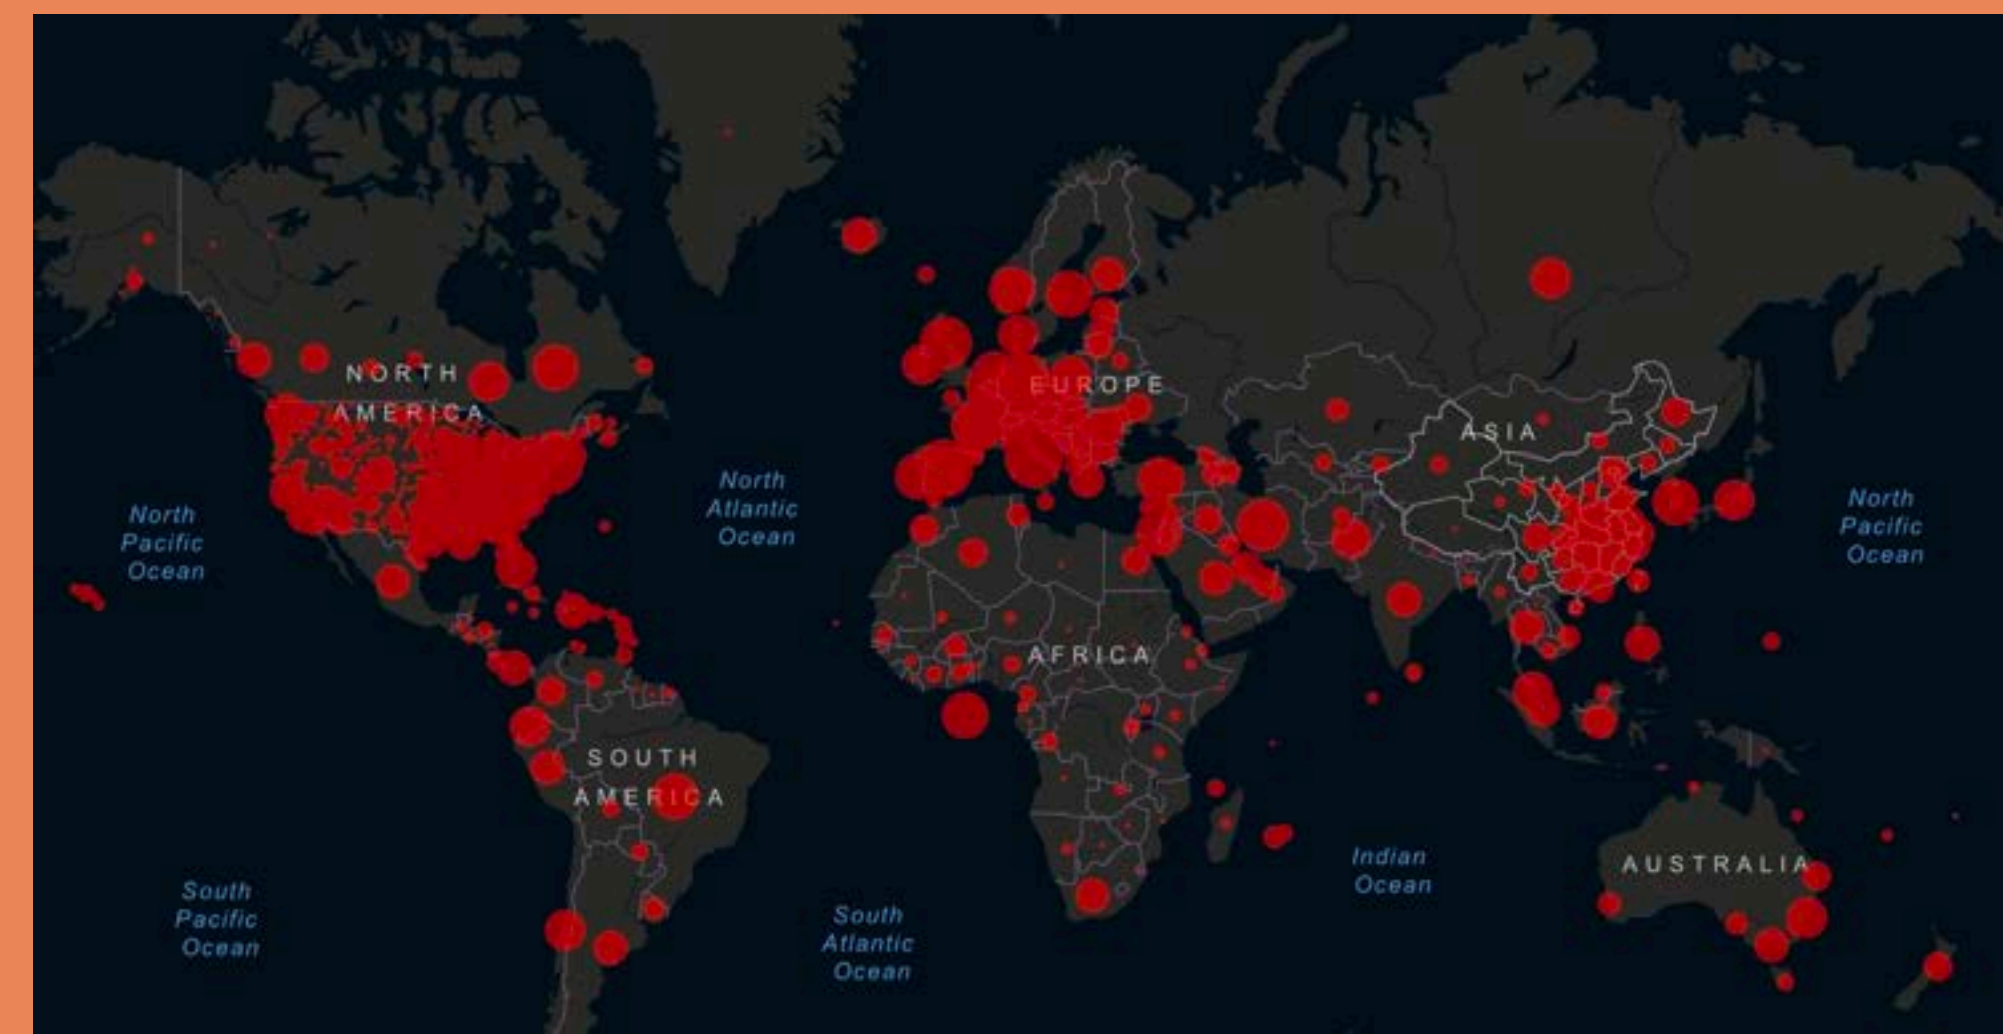 NORTH
AMERICA
EUROPE
ASIA
North
Atlantic
Ocean
North
Pacific
Ocean
North
Pacific
Ocean
AFRICA
SOUTH
AMERICA
AUSTRALIA
Indian
Ocean
South
Pacific
Ocean
South
Atlantic
Ocean